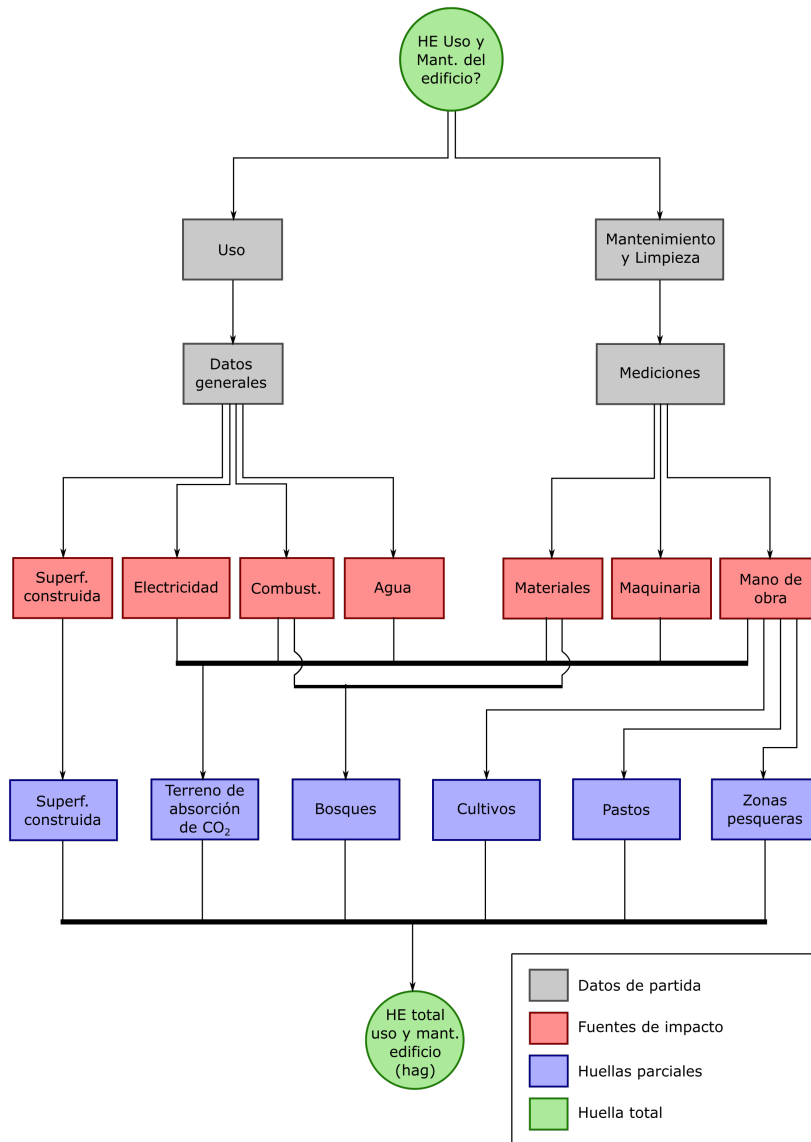 HE Uso y
Mant. del
edificio?
Uso
Mantenimiento
y Limpieza
Datos
generales
Mediciones
Superf.
construida
Electricidad
Combust.
Agua
Materiales
Maquinaria
Mano de
obra
Superf.
construida
Terreno de
absorción
de CO₂
Bosques
Cultivos
Pastos
Zonas
pesqueras
HE total
uso y mant.
edificio
(hag)
Datos de partida
Fuentes de impacto
Huellas parciales
Huella total